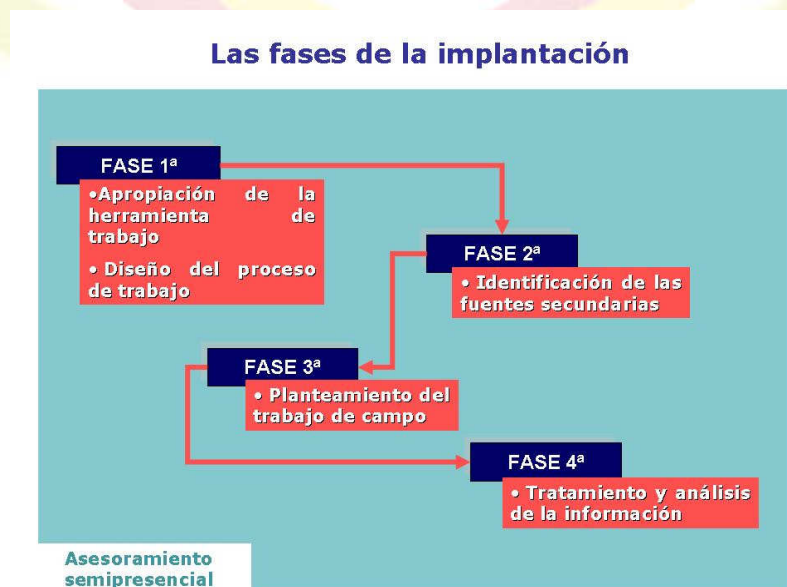 Las fases de la implantación
FASE 1ª
•Apropiación de la
herramienta de
trabajo
• Diseño del proceso
de trabajo
FASE 2ª
• Identificación de las
fuentes secundarias
FASE 3ª
• Planteamiento del
trabajo de campo
FASE 4ª
• Tratamiento y análisis
de la información
Asesoramiento
semipresencial